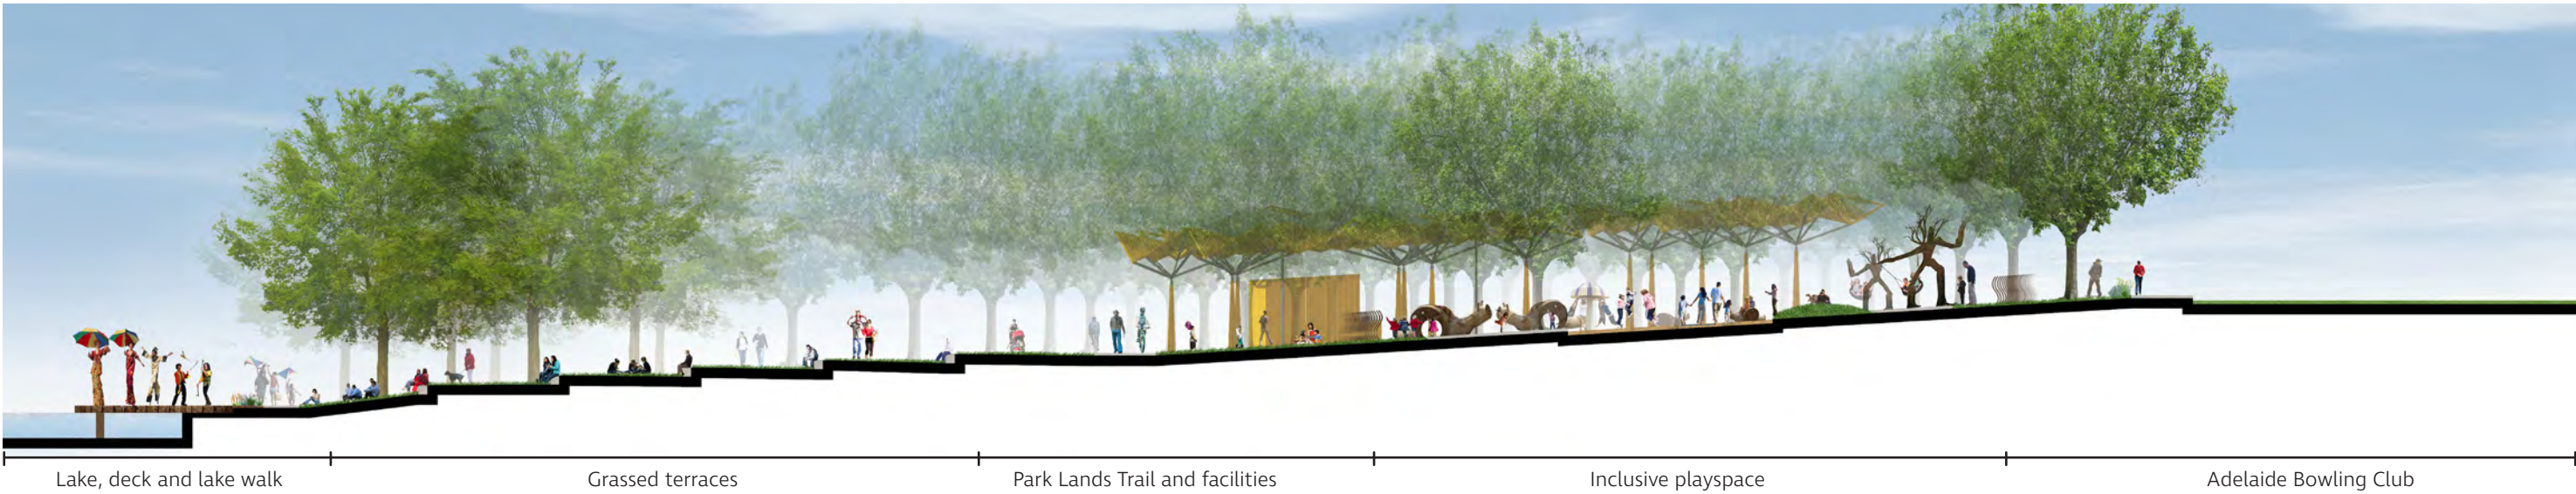 Lake, deck and lake walk
Grassed terraces
Park Lands Trail and facilities
Inclusive playspace
Adelaide Bowling Club